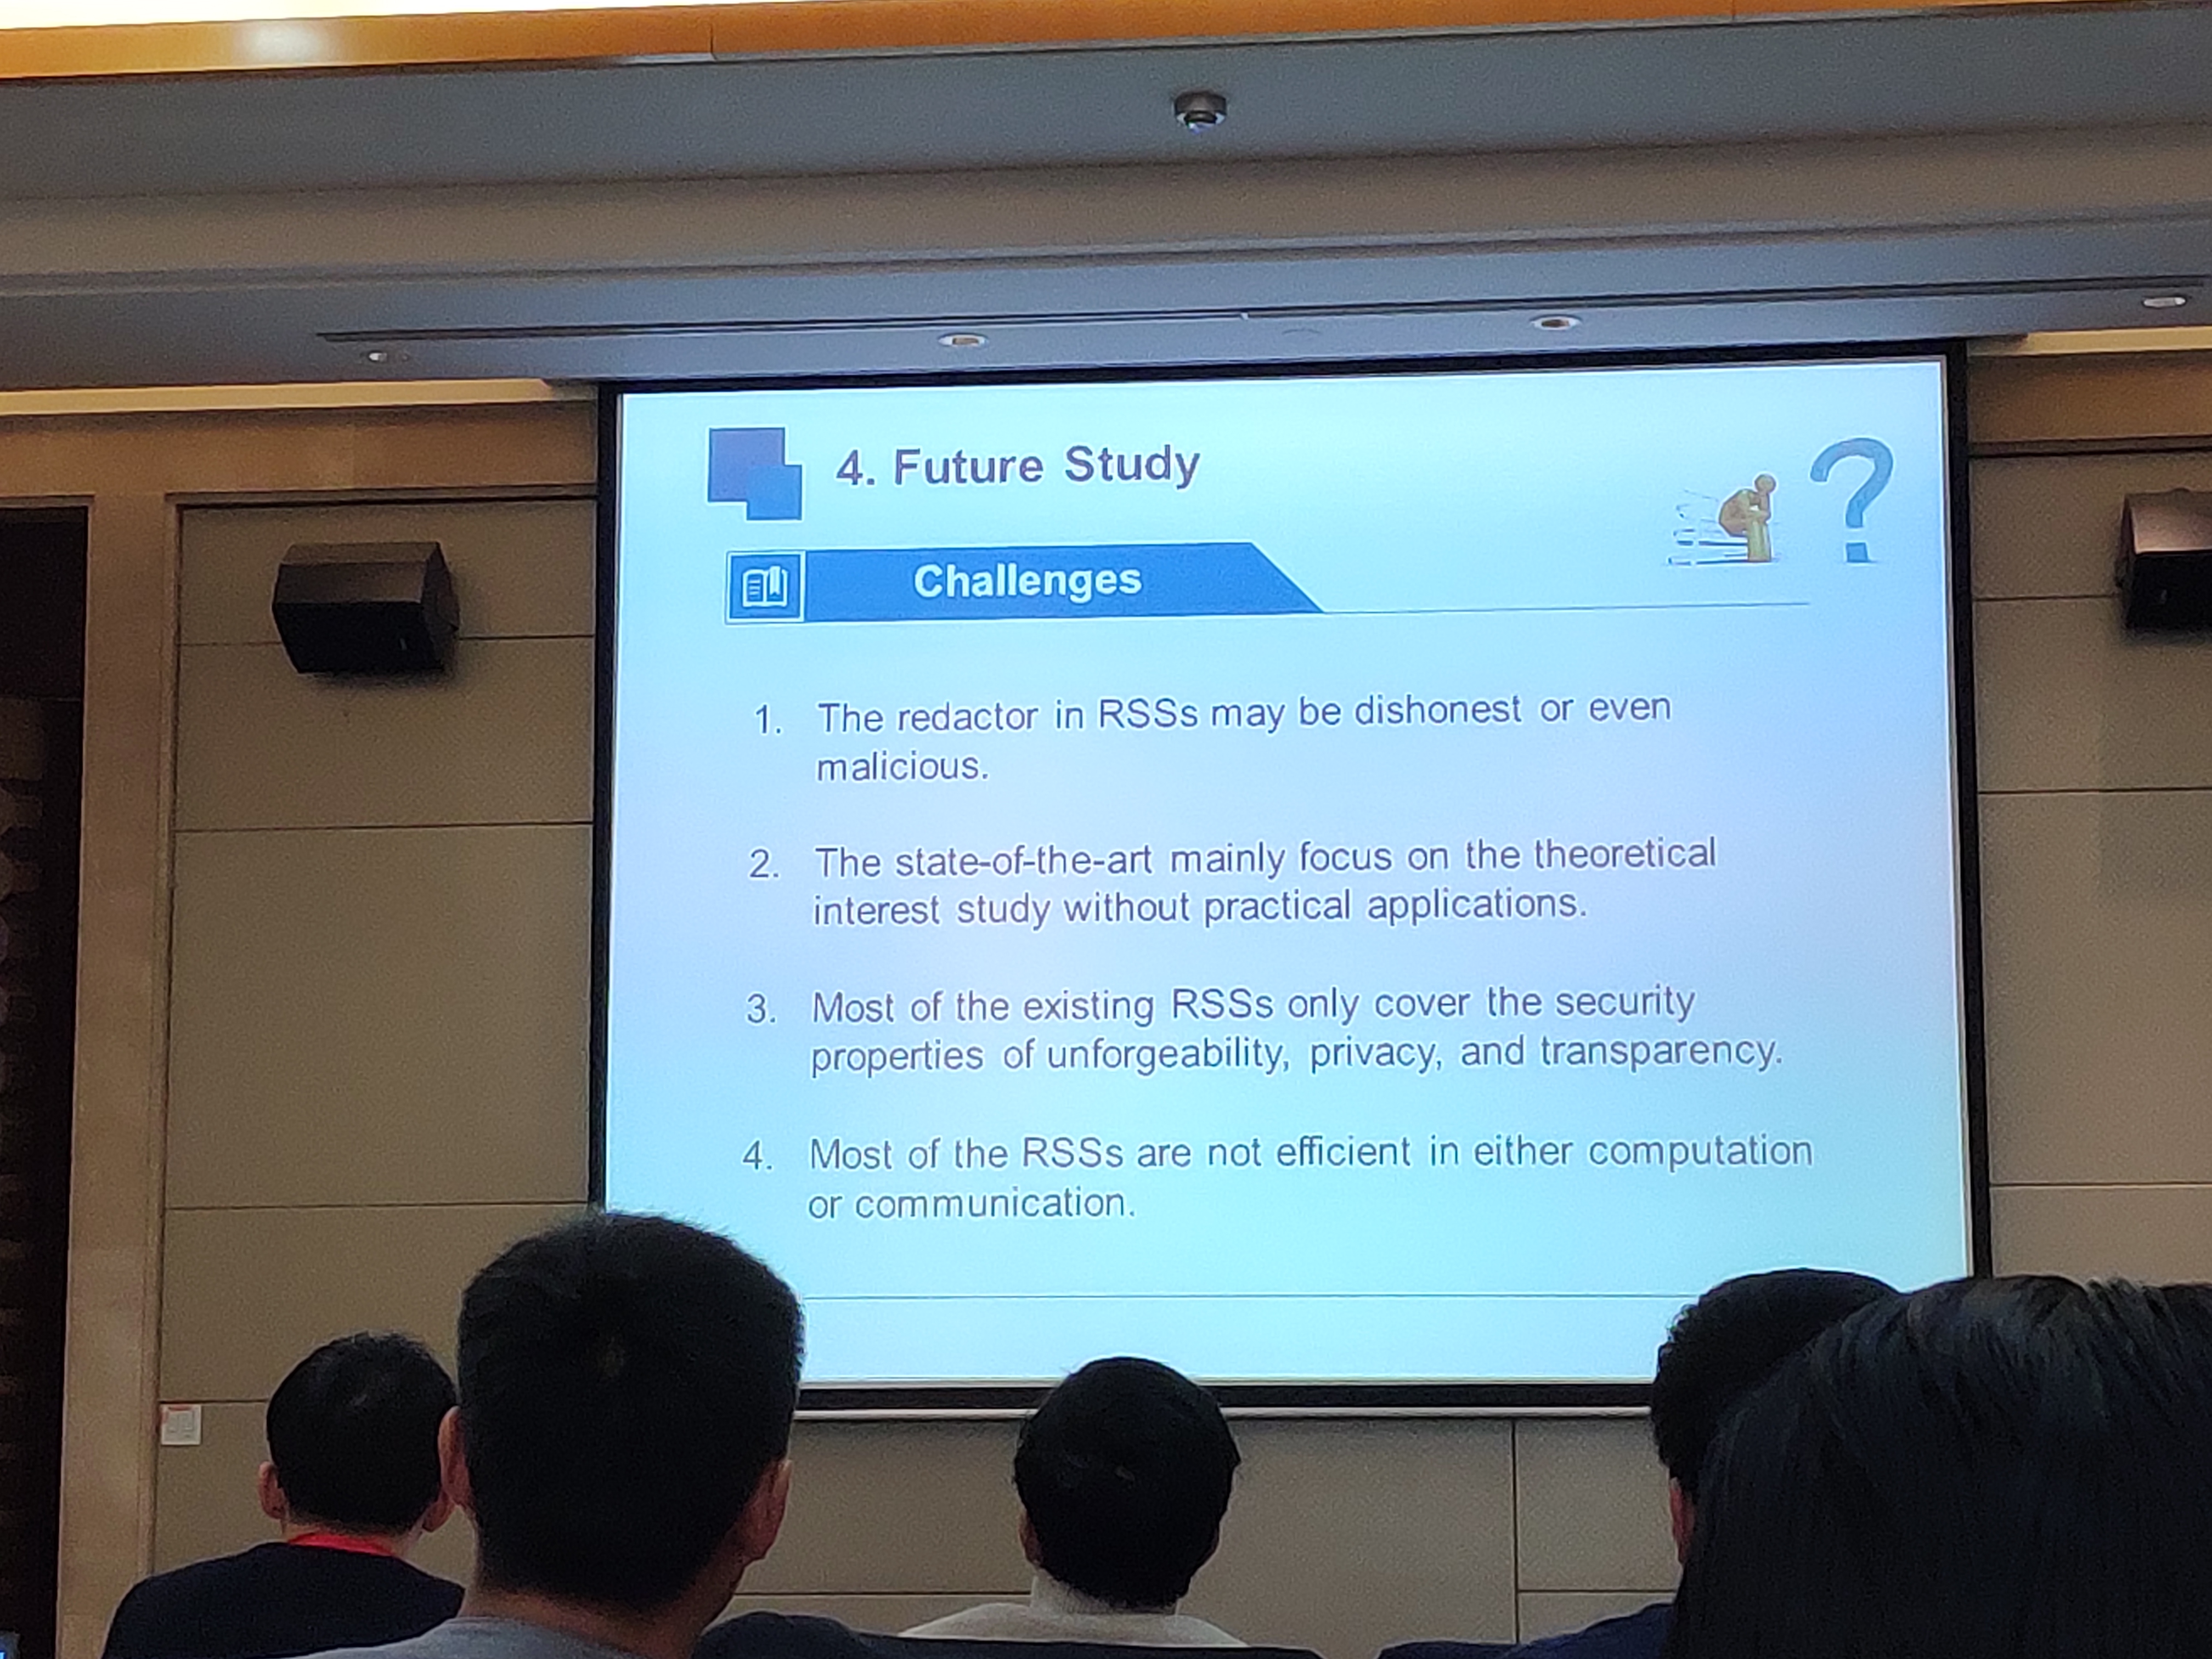 4. Future Study
?
Challenges
1. The redactor in RSSs may be dishonest or even
malicious.
2. The state-of-the-art mainly focus on the theoretical
interest study without practical applications.
3. Most of the existing RSSs only cover the security
properties of unforgeability, privacy, and transparency.
4. Most of the RSSs are not efficient in either computation
or communication.